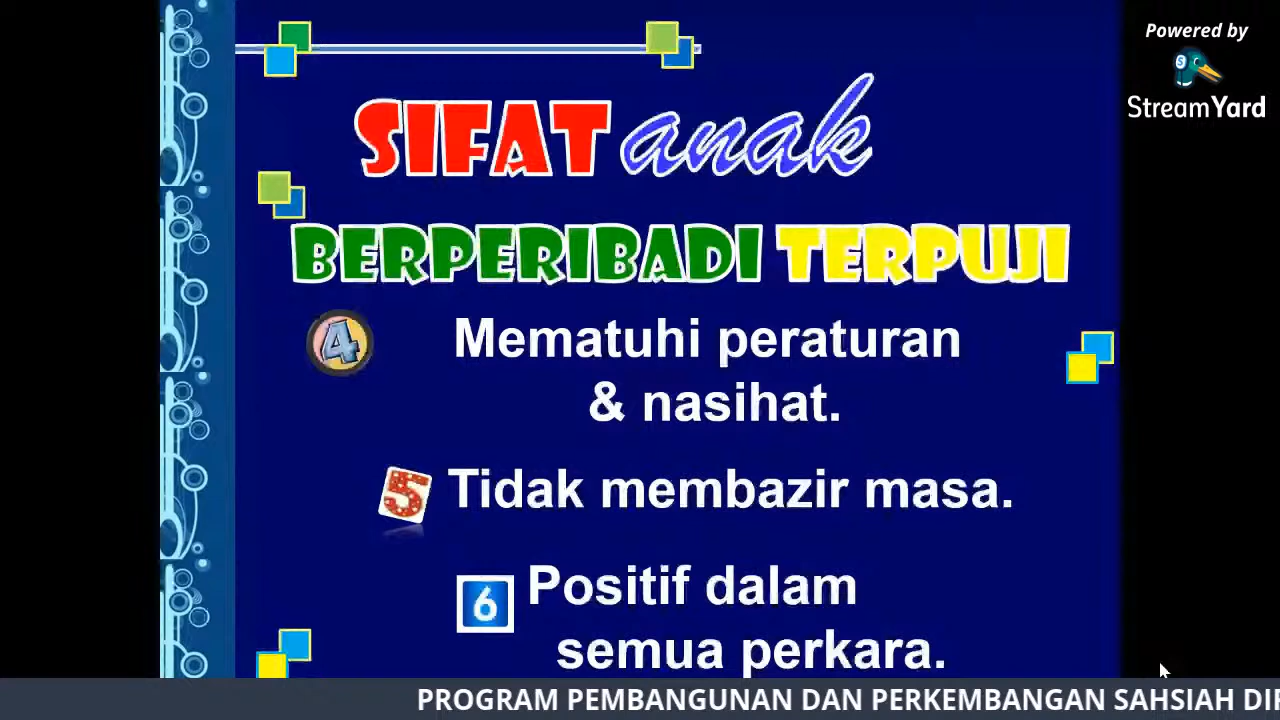 Powered by
StreamYard
SIFAT anak
BERPERIBADI TERPUJI
4 Mematuhi peraturan
& nasihat.
5 Tidak membazir masa.
6 Positif dalam
semua perkara.
PROGRAM PEMBANGUNAN DAN PERKEMBANGAN SAHSIAH